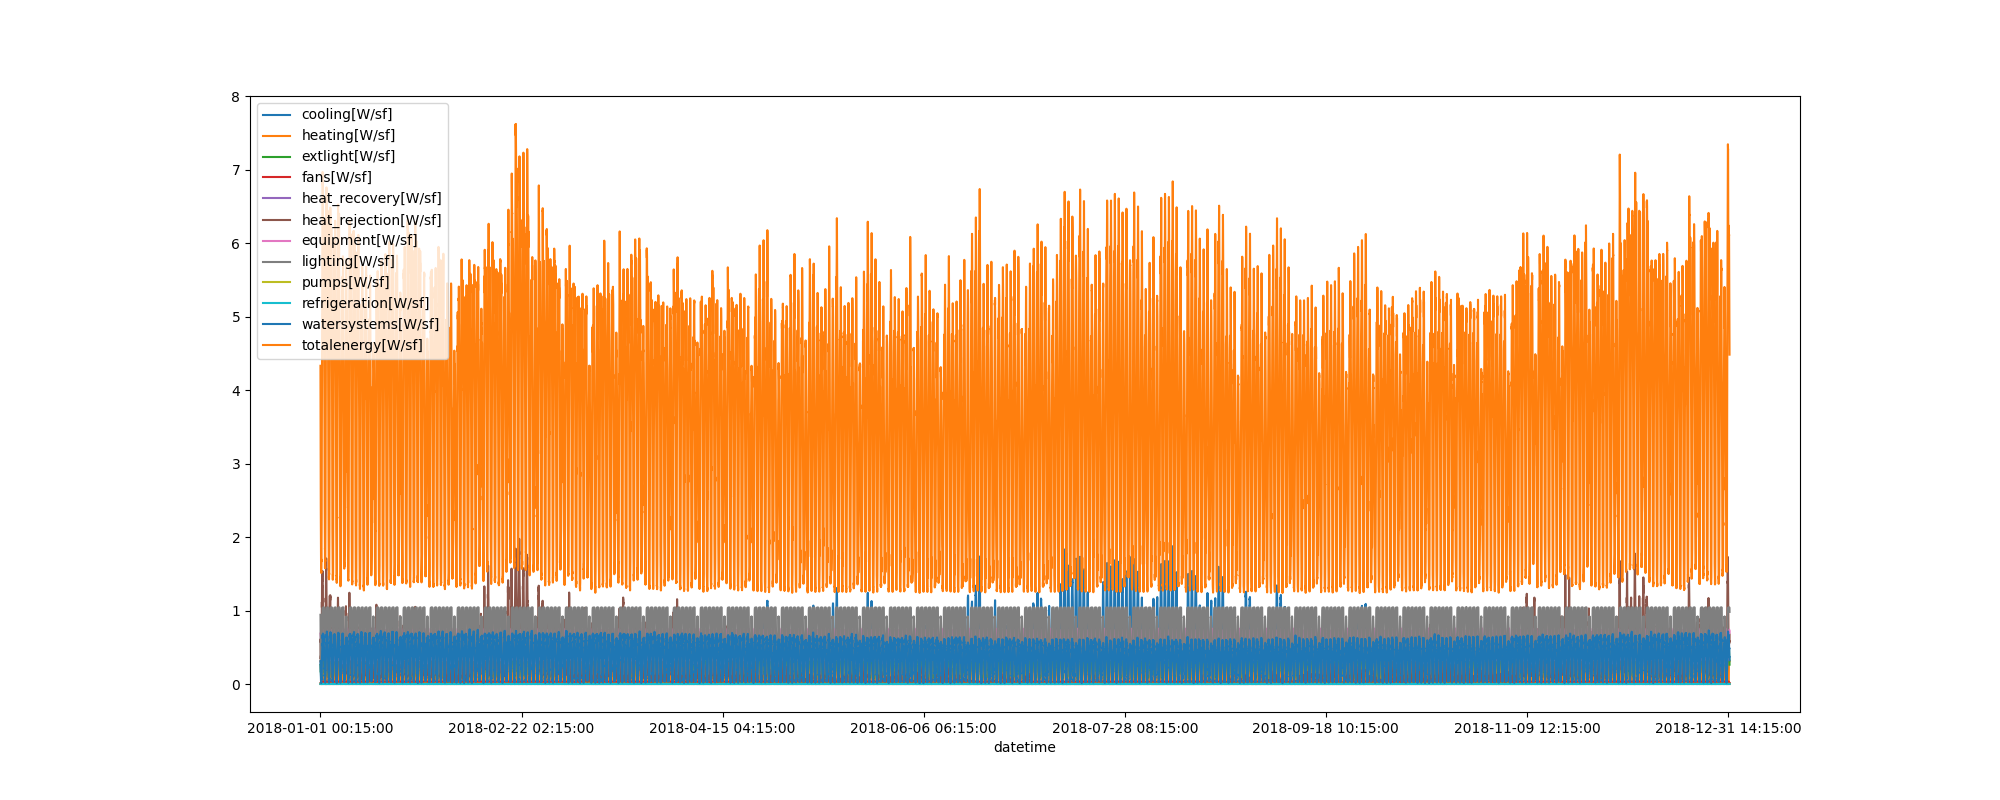 8
7
6
5
4
3
2
1
0
cooling[W/sf]
heating[W/sf]
extlight[W/sf]
fans[W/sf]
heat_recovery[W/sf]
heat_rejection[W/sf]
equipment[W/sf]
lighting[W/sf]
pumps[W/sf]
refrigeration[W/sf]
watersystems[W/sf]
totalenergy[W/sf]
2018-01-01 00:15:00 2018-02-22 02:15:00 2018-04-15 04:15:00 2018-06-06 06:15:00 2018-07-28 08:15:00 2018-09-18 10:15:00 2018-11-09 12:15:00 2018-12-31 14:15:00
datetime